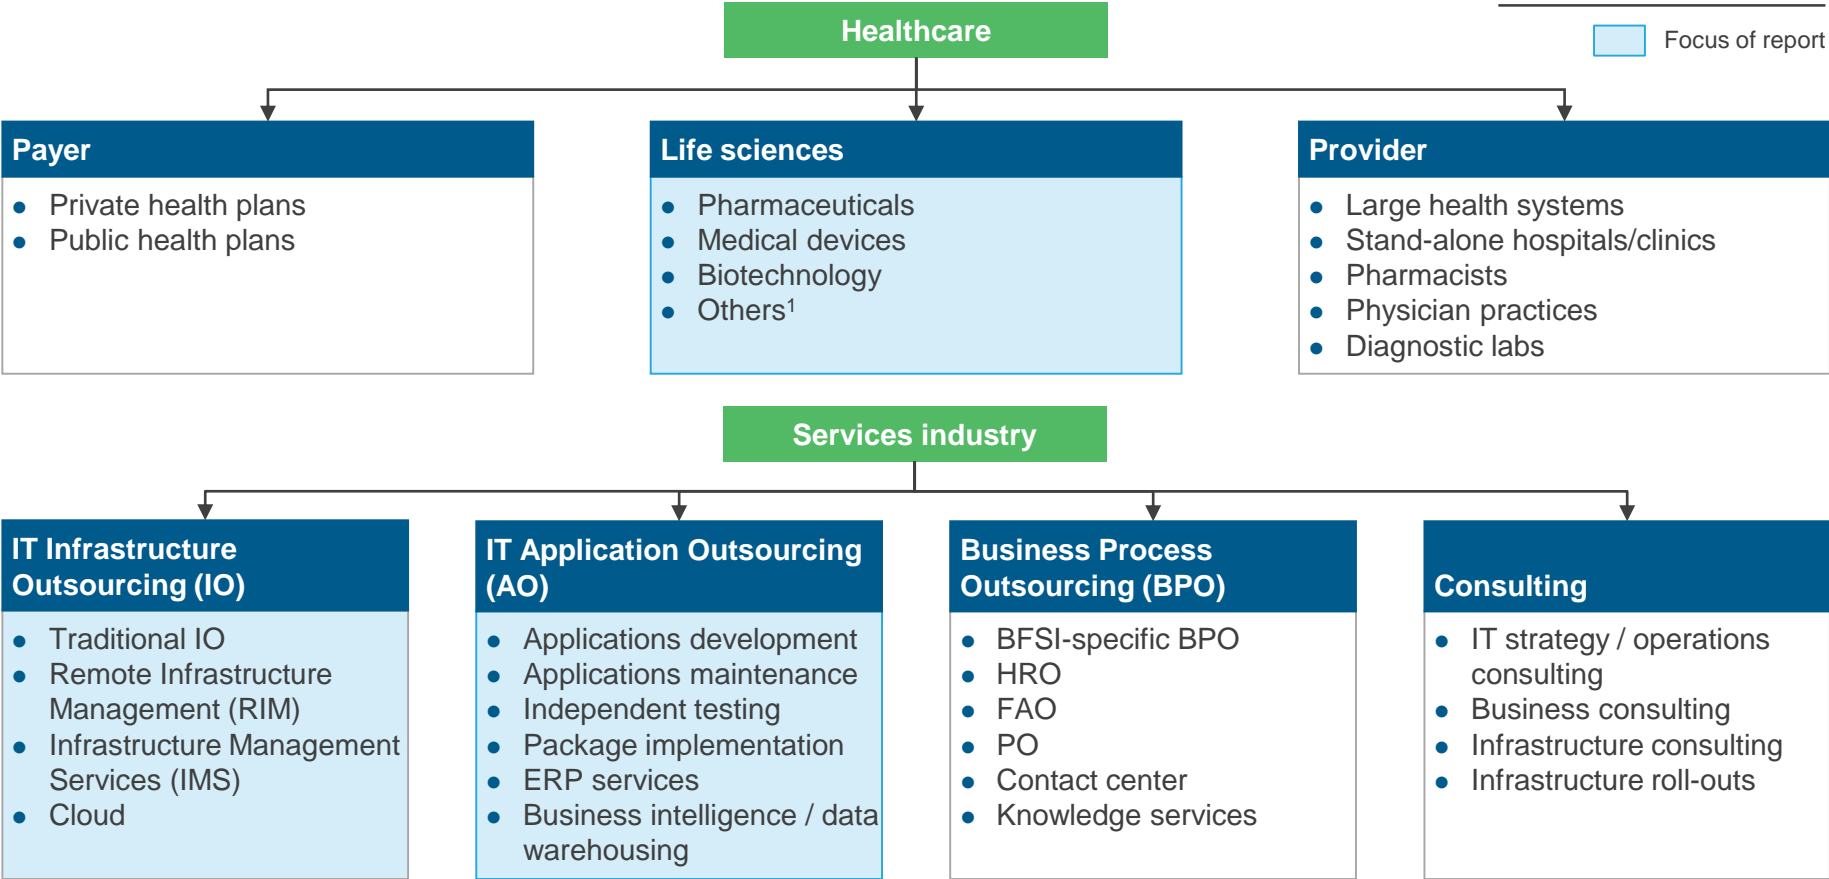 Healthcare
Focus of report
Payer
● Private health plans
● Public health plans
Life sciences
● Pharmaceuticals
● Medical devices
● Biotechnology
● Others¹
Provider
● Large health systems
● Stand-alone hospitals/clinics
● Pharmacists
● Physician practices
● Diagnostic labs
Services industry
IT Infrastructure
Outsourcing (IO)
● Traditional IO
● Remote Infrastructure
Management (RIM)
● Infrastructure Management
Services (IMS)
● Cloud
IT Application Outsourcing
(AO)
● Applications development
● Applications maintenance
● Independent testing
● Package implementation
● ERP services
● Business intelligence / data
warehousing
Business Process
Outsourcing (BPO)
● BFSI-specific BPO
● HRO
● FAO
● PO
● Contact center
● Knowledge services
Consulting
● IT strategy / operations
consulting
● Business consulting
● Infrastructure consulting
● Infrastructure roll-outs